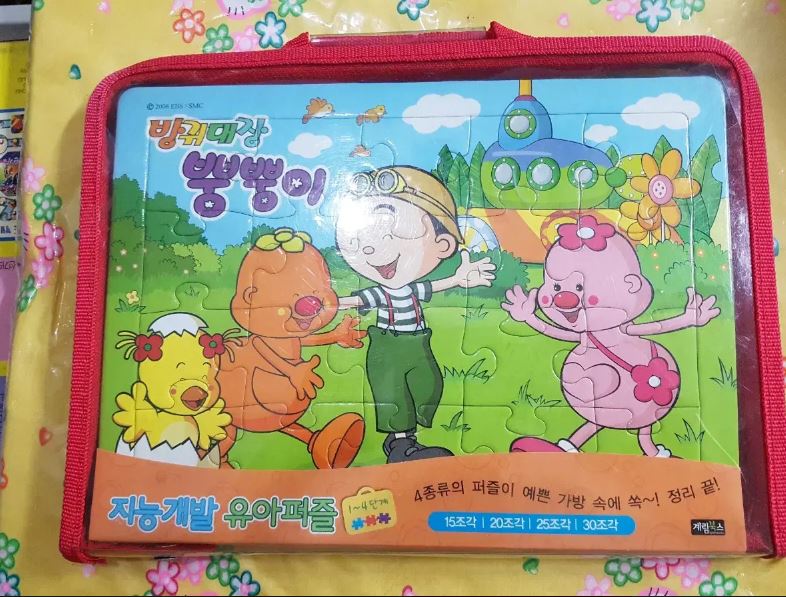 © 2008 EBS · SMC
방귀대장
뿡뿡이
지능개발 유아퍼즐
1~4단계
4종류의 퍼즐이 예쁜 가방 속에 쏙~! 정리 끝!
15조각 | 20조각 | 25조각 | 30조각
계림북스